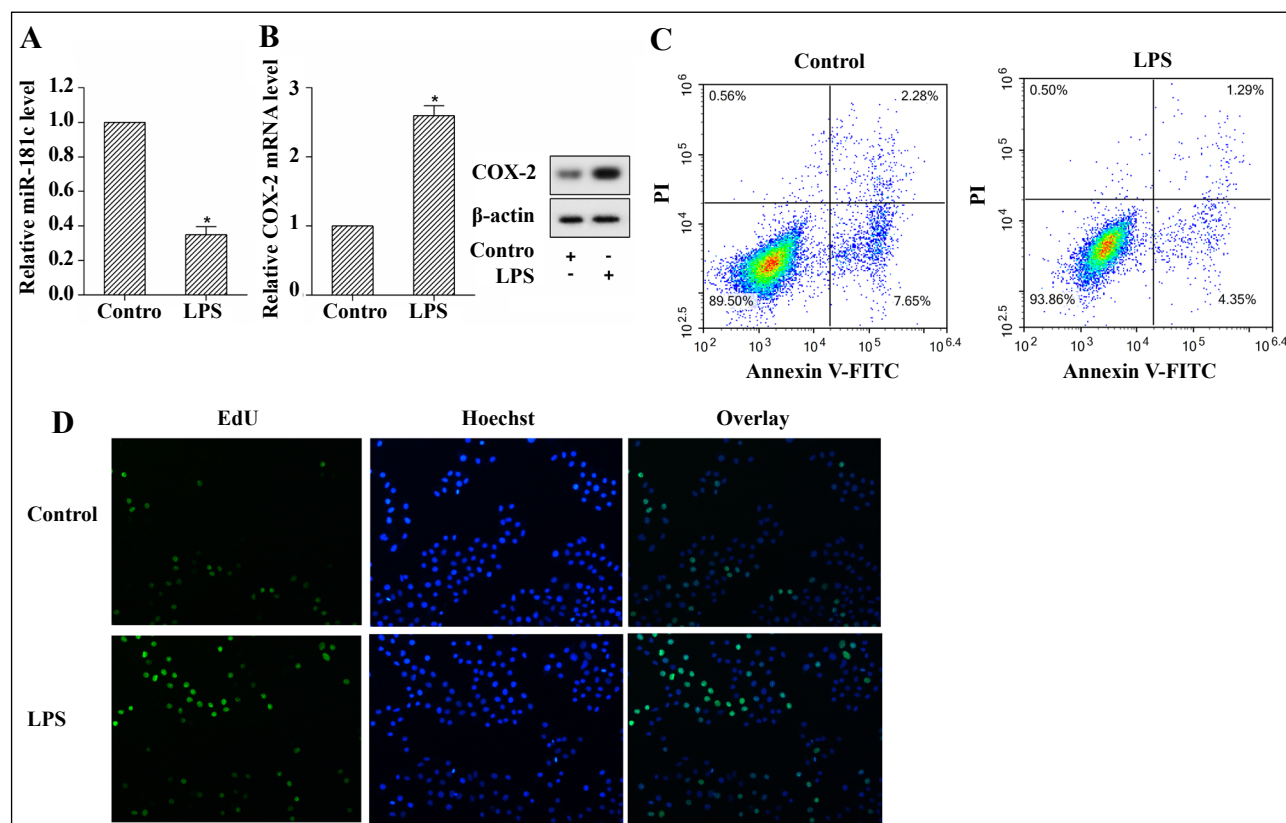 A
Relative miR-181c level
1.2
1.0
0.8
0.6
0.4
0.2
0.0
*
Contro LPS
B
Relative COX-2 mRNA level
3
2
1
0
*
Contro LPS
COX-2
β-actin
Contro + -
LPS - +
C
Control
PI
10^6
10^5
10^4
10^2.5
0.56% 2.28%
89.50% 7.65%
10^2 10^3 10^4 10^5 10^6.4
Annexin V-FITC
LPS
PI
10^6
10^5
10^4
10^2.5
0.50% 1.29%
93.86% 4.35%
10^2 10^3 10^4 10^5 10^6.4
Annexin V-FITC
D
EdU Hoechst Overlay
Control
LPS